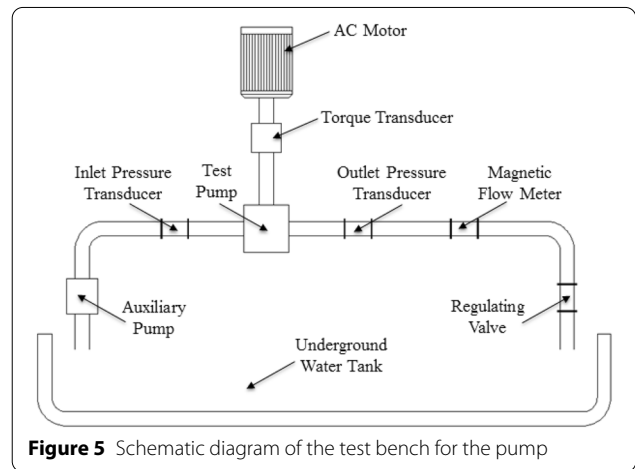 AC Motor
Torque Transducer
Inlet Pressure
Transducer
Test
Pump
Outlet Pressure
Transducer
Magnetic
Flow Meter
Auxiliary
Pump
Regulating
Valve
Underground
Water Tank
Figure 5 Schematic diagram of the test bench for the pump